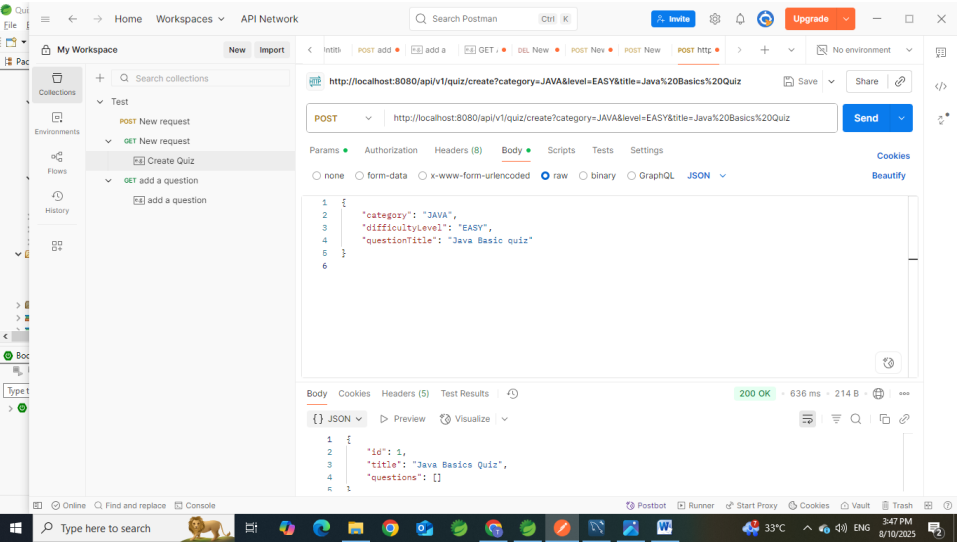 Qui
File
Pac
Boo
Type t
Home Workspaces API Network Search Postman Ctrl K Invite Upgrade
My Workspace New Import
Intitle POST add a add a GET DEL New POST Nev POST New POST htt No environment
Collections
Environments
Flows
History
Search collections
Test
POST New request
GET New request
e.g. Create Quiz
GET add a question
e.g. add a question
HTTP http://localhost:8080/api/v1/quiz/create?category=JAVA&level=EASY&title=Java%20Basics%20Quiz Save Share
POST http://localhost:8080/api/v1/quiz/create?category=JAVA&level=EASY&title=Java%20Basics%20Quiz Send
Params Authorization Headers (8) Body Scripts Tests Settings Cookies
none form-data x-www-form-urlencoded raw binary GraphQL JSON Beautify
1 {
2 "category": "JAVA",
3 "difficultyLevel": "EASY",
4 "questionTitle": "Java Basic quiz"
5 }
6
Body Cookies Headers (5) Test Results 200 OK 636 ms 214 B
{} JSON Preview Visualize
1 {
2 "id": 1,
3 "title": "Java Basics Quiz",
4 "questions": []
5 }
Online Find and replace Console Postbot Runner Start Proxy Cookies Vault Trash
Type here to search 33°C ENG 3:47 PM
8/10/2025 2